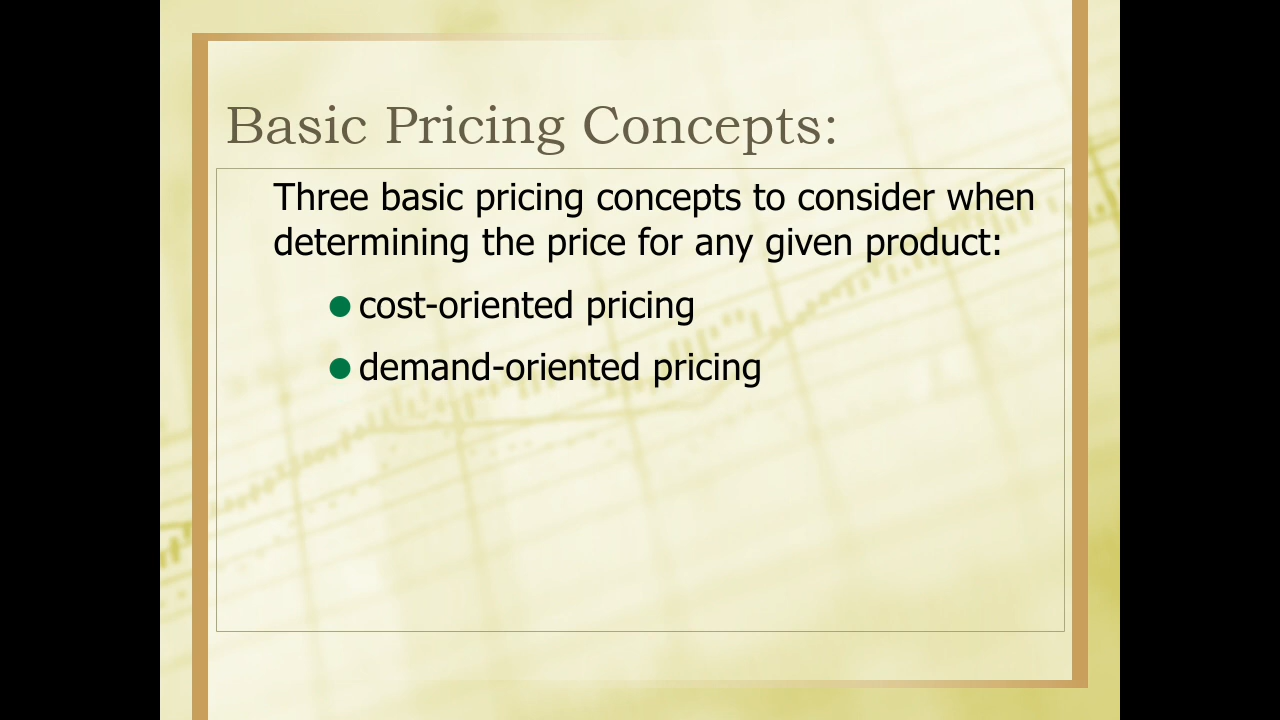 Basic Pricing Concepts:
Three basic pricing concepts to consider when
determining the price for any given product:
cost-oriented pricing
demand-oriented pricing